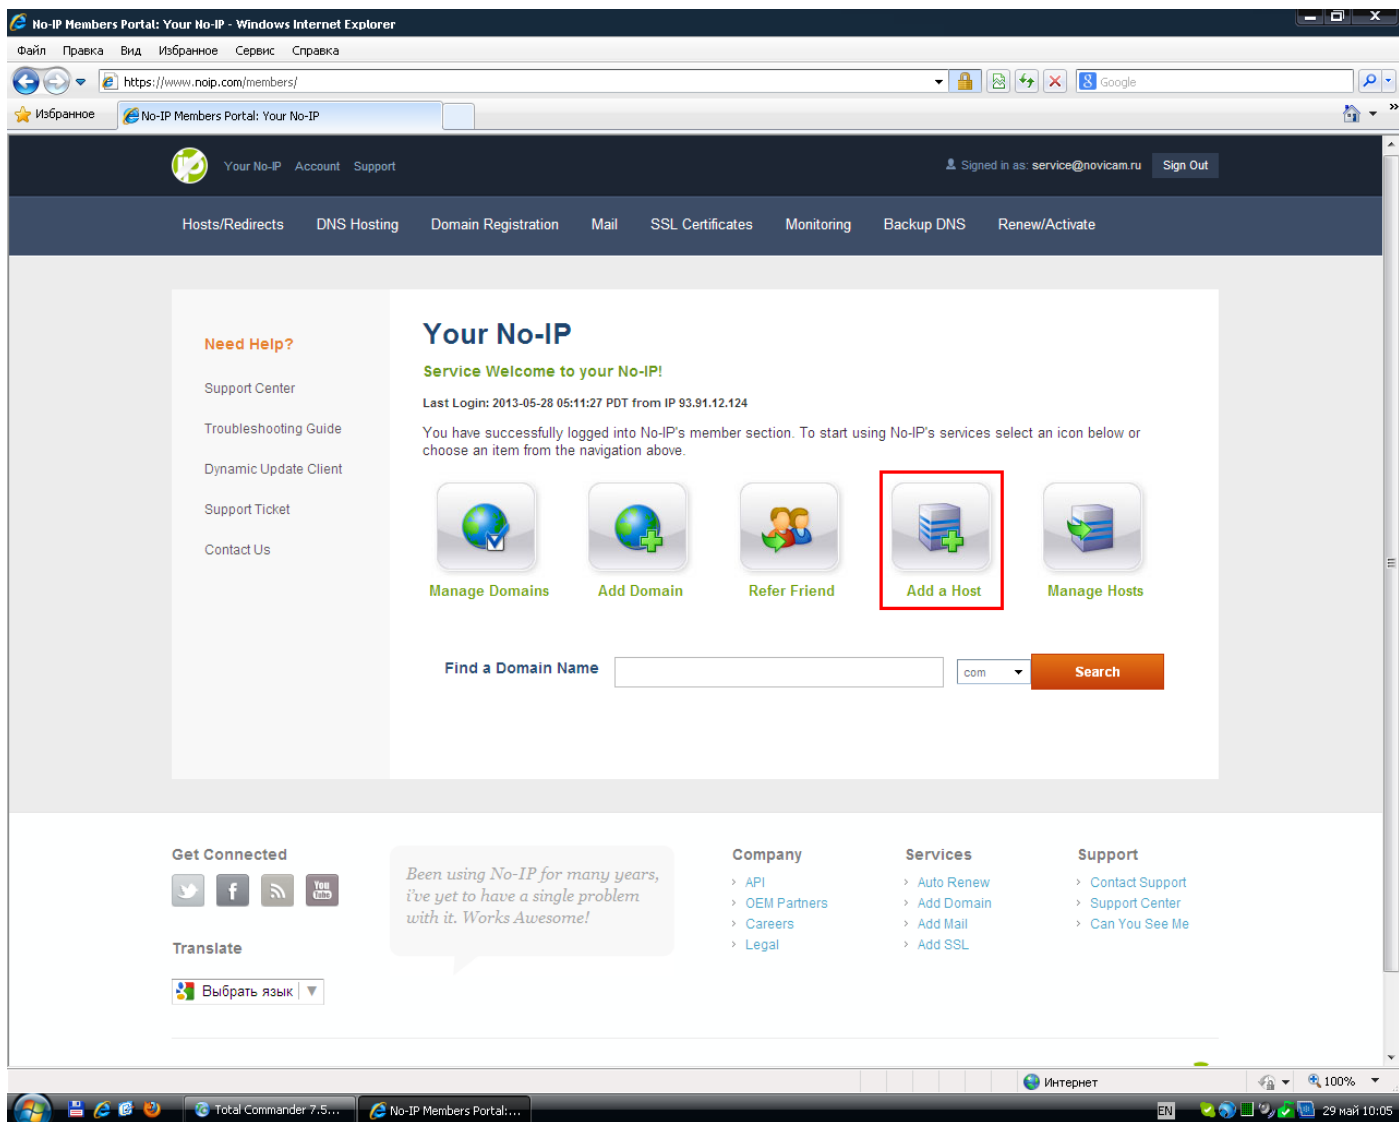 No-IP Members Portal: Your No-IP - Windows Internet Explorer
Файл Правка Вид Избранное Сервис Справка
https://www.noip.com/members/
Google
Избранное
No-IP Members Portal: Your No-IP
Your No-IP Account Support
Signed in as: service@novicam.ru Sign Out
Hosts/Redirects DNS Hosting Domain Registration Mail SSL Certificates Monitoring Backup DNS Renew/Activate
Need Help?
Support Center
Troubleshooting Guide
Dynamic Update Client
Support Ticket
Contact Us
Your No-IP
Service Welcome to your No-IP!
Last Login: 2013-05-28 05:11:27 PDT from IP 93.91.12.124
You have successfully logged into No-IP's member section. To start using No-IP's services select an icon below or
choose an item from the navigation above.
Manage Domains Add Domain Refer Friend Add a Host Manage Hosts
Find a Domain Name com Search
Get Connected
You Tube
Translate
Выбрать язык
Been using No-IP for many years,
i've yet to have a single problem
with it. Works Awesome!
Company
API
OEM Partners
Careers
Legal
Services
Auto Renew
Add Domain
Add Mail
Add SSL
Support
Contact Support
Support Center
Can You See Me
Интернет 100%
Total Commander 7.5... No-IP Members Portal:... EN 29 май 10:05